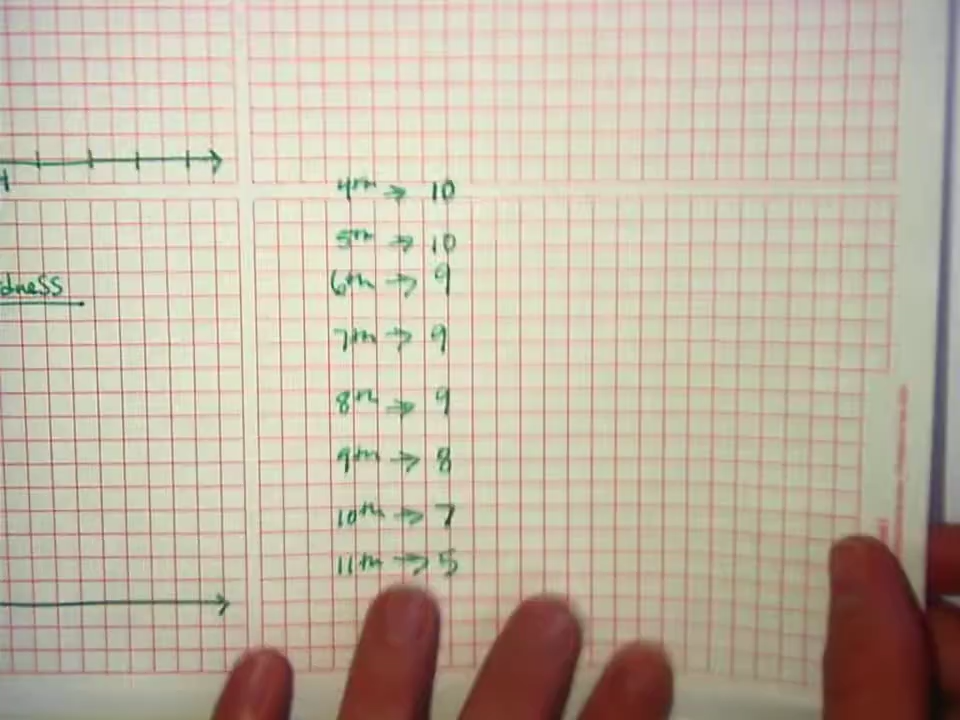 4th → 10
5th → 10
dness
6th → 9
7th → 9
8th → 9
9th → 8
10th → 7
11th → 5